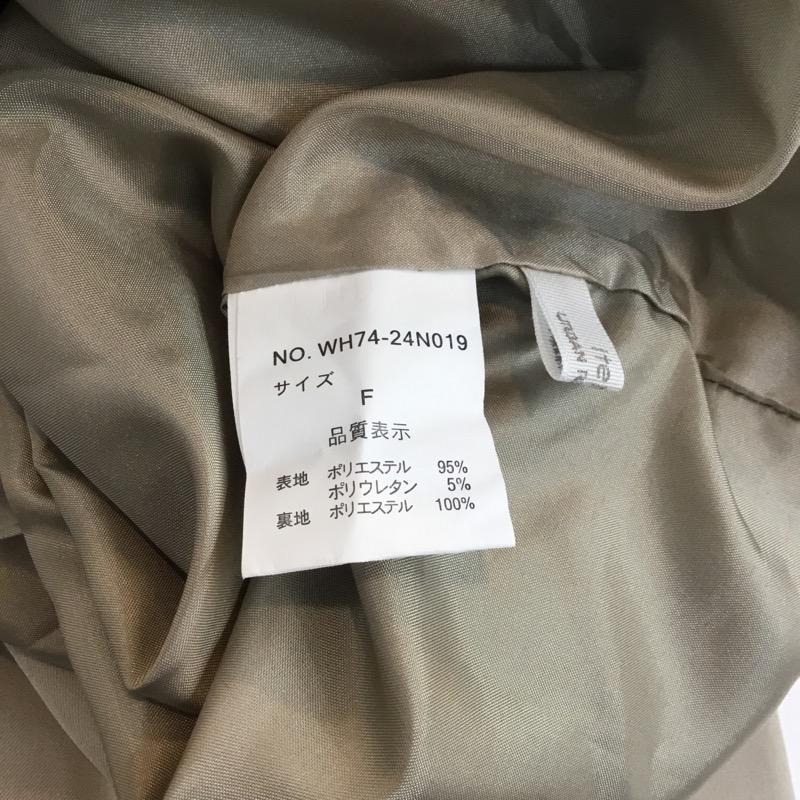 NO. WH74-24N019
サイズ
F
品質表示
表地 ポリエステル 95%
ポリウレタン 5%
裏地 ポリエステル 100%